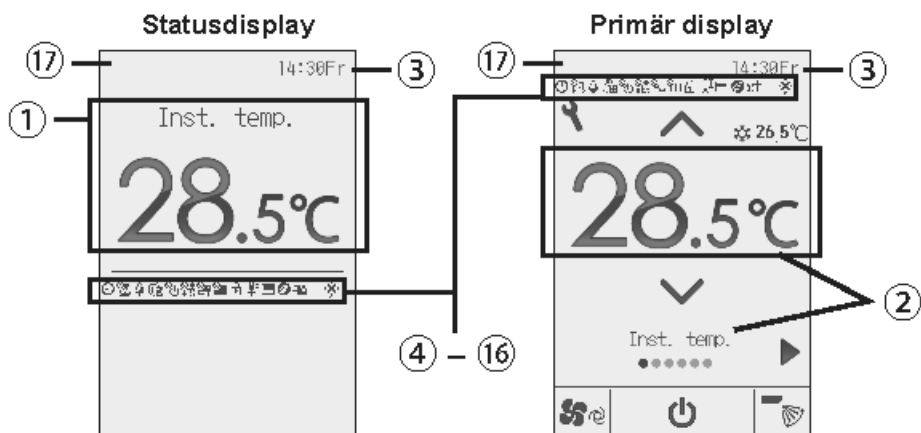 Statusdisplay
⑰
14:30Fr
③
①
Inst. temp.
28.5°C
④ – ⑯
Primär display
⑰
14:30Fr
③
26,5°C
28.5°C
②
Inst. temp.